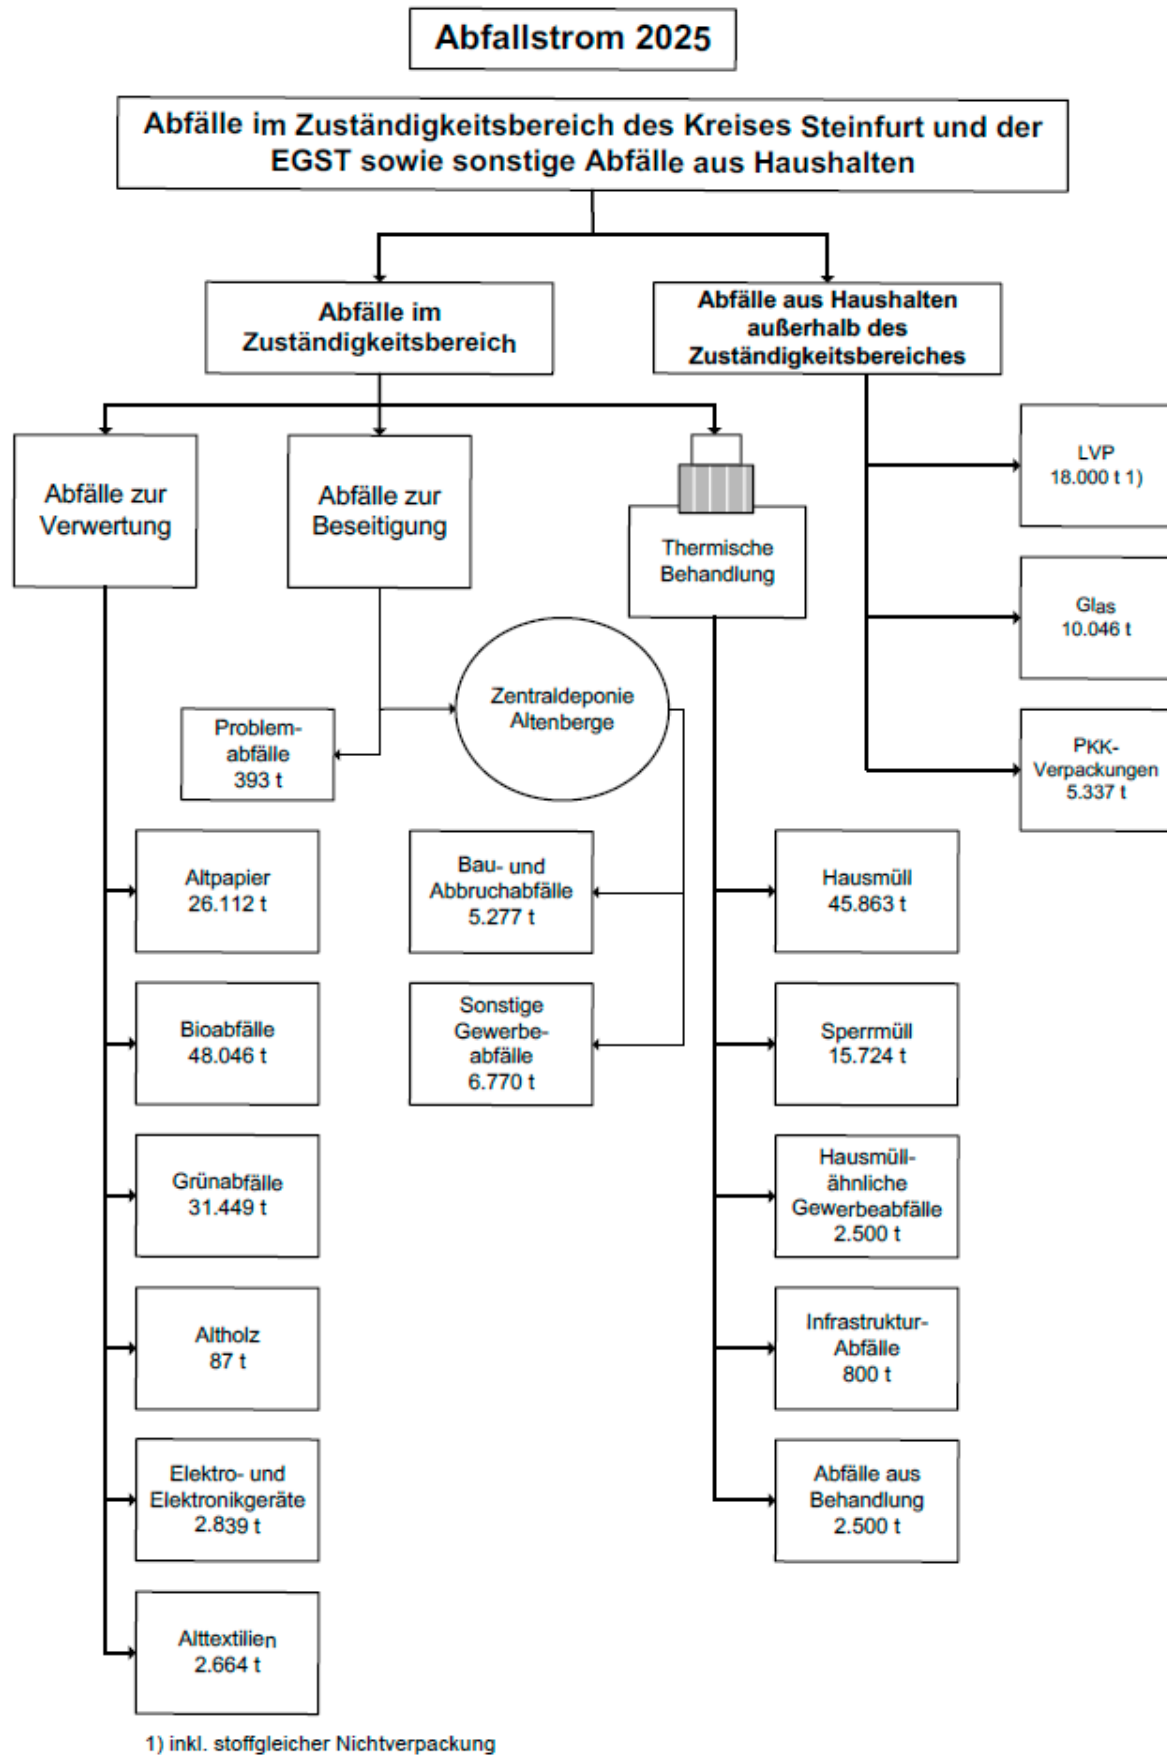 Abfallstrom 2025
Abfälle im Zuständigkeitsbereich des Kreises Steinfurt und der
EGST sowie sonstige Abfälle aus Haushalten
Abfälle im
Zuständigkeitsbereich
Abfälle aus Haushalten
außerhalb des
Zuständigkeitsbereiches
Abfälle zur
Verwertung
Abfälle zur
Beseitigung
Thermische
Behandlung
LVP
18.000 t 1)
Glas
10.046 t
PKK-
Verpackungen
5.337 t
Zentraldeponie
Altenberge
Problem-
abfälle
393 t
Altpapier
26.112 t
Bioabfälle
48.046 t
Grünabfälle
31.449 t
Altholz
87 t
Elektro- und
Elektronikgeräte
2.839 t
Alttextilien
2.664 t
Bau- und
Abbruchabfälle
5.277 t
Sonstige
Gewerbe-
abfälle
6.770 t
Hausmüll
45.863 t
Sperrmüll
15.724 t
Hausmüll-
ähnliche
Gewerbeabfälle
2.500 t
Infrastruktur-
Abfälle
800 t
Abfälle aus
Behandlung
2.500 t
1) inkl. stoffgleicher Nichtverpackung